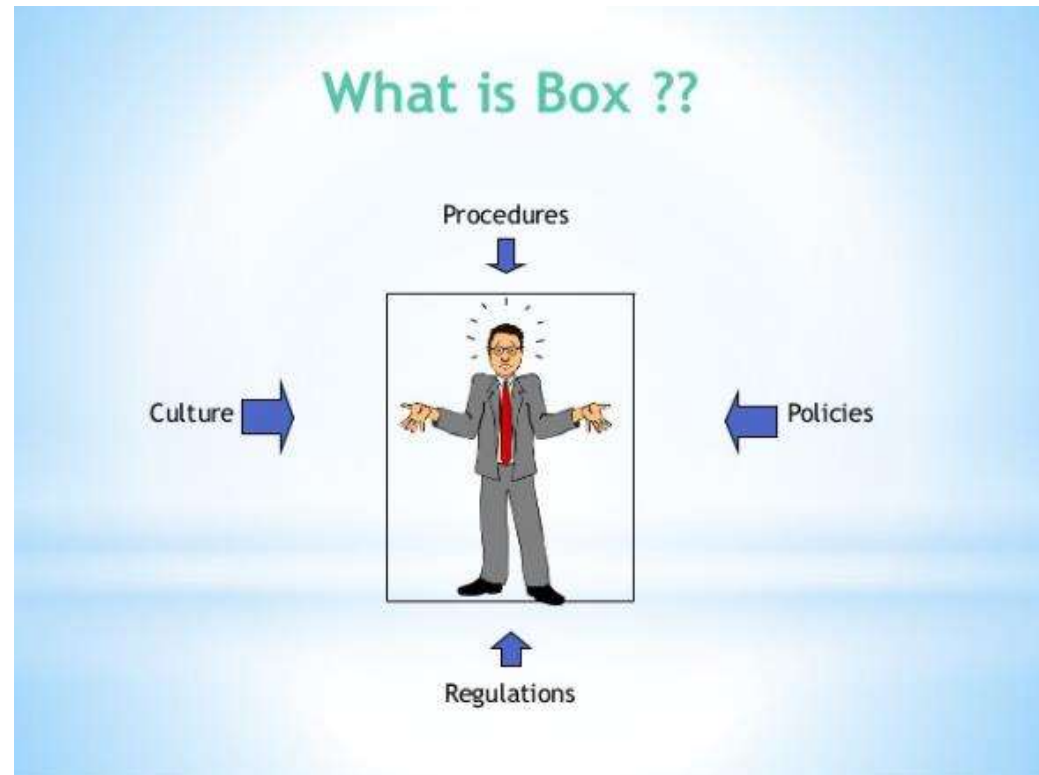 What is Box ??
Procedures
Culture
Policies
Regulations